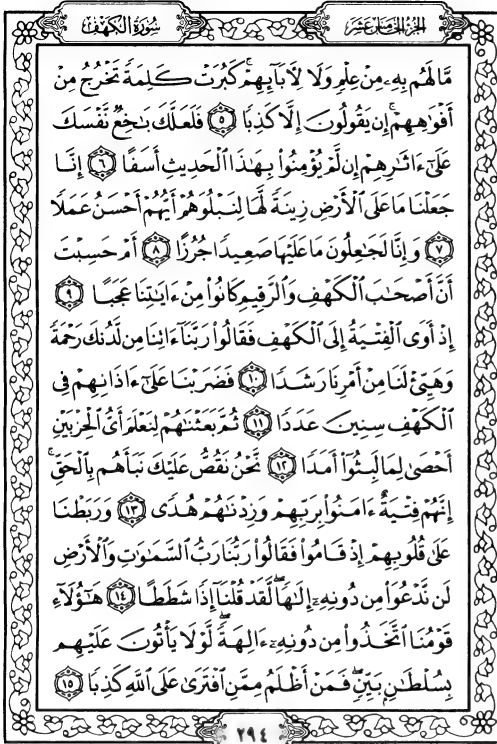 الجزء الخامس عشر
سورة الكهف
مَّا لَهُم بِهِۦ مِنْ عِلْمٍ وَلَا لِأَبَآئِهِمْ ۚ كَبُرَتْ كَلِمَةً تَخْرُجُ مِنْ
أَفْوَٰهِهِمْ ۚ إِن يَقُولُونَ إِلَّا كَذِبًا ۝٥ فَلَعَلَّكَ بَٰخِعٌ نَّفْسَكَ
عَلَىٰٓ ءَاثَٰرِهِمْ إِن لَّمْ يُؤْمِنُوا۟ بِهَٰذَا ٱلْحَدِيثِ أَسَفًا ۝٦ إِنَّا
جَعَلْنَا مَا عَلَى ٱلْأَرْضِ زِينَةً لَّهَا لِنَبْلُوَهُمْ أَيُّهُمْ أَحْسَنُ عَمَلًا
۝٧ وَإِنَّا لَجَٰعِلُونَ مَا عَلَيْهَا صَعِيدًا جُرُزًا ۝٨ أَمْ حَسِبْتَ
أَنَّ أَصْحَٰبَ ٱلْكَهْفِ وَٱلرَّقِيمِ كَانُوا۟ مِنْ ءَايَٰتِنَا عَجَبًا ۝٩
إِذْ أَوَى ٱلْفِتْيَةُ إِلَى ٱلْكَهْفِ فَقَالُوا۟ رَبَّنَآ ءَاتِنَا مِن لَّدُنكَ رَحْمَةً
وَهَيِّئْ لَنَا مِنْ أَمْرِنَا رَشَدًا ۝١٠ فَضَرَبْنَا عَلَىٰٓ ءَاذَانِهِمْ فِى
ٱلْكَهْفِ سِنِينَ عَدَدًا ۝١١ ثُمَّ بَعَثْنَٰهُمْ لِنَعْلَمَ أَىُّ ٱلْحِزْبَيْنِ
أَحْصَىٰ لِمَا لَبِثُوٓا۟ أَمَدًا ۝١٢ نَّحْنُ نَقُصُّ عَلَيْكَ نَبَأَهُم بِٱلْحَقِّ ۚ
إِنَّهُمْ فِتْيَةٌ ءَامَنُوا۟ بِرَبِّهِمْ وَزِدْنَٰهُمْ هُدًى ۝١٣ وَرَبَطْنَا
عَلَىٰ قُلُوبِهِمْ إِذْ قَامُوا۟ فَقَالُوا۟ رَبُّنَا رَبُّ ٱلسَّمَٰوَٰتِ وَٱلْأَرْضِ
لَن نَّدْعُوَا۟ مِن دُونِهِۦٓ إِلَٰهًا ۖ لَّقَدْ قُلْنَآ إِذًا شَطَطًا ۝١٤ هَٰٓؤُلَآءِ
قَوْمُنَا ٱتَّخَذُوا۟ مِن دُونِهِۦٓ ءَالِهَةً ۖ لَّوْلَا يَأْتُونَ عَلَيْهِم
بِسُلْطَٰنٍۭ بَيِّنٍ ۖ فَمَنْ أَظْلَمُ مِمَّنِ ٱفْتَرَىٰ عَلَى ٱللَّهِ كَذِبًا ۝١٥
٢٩٤